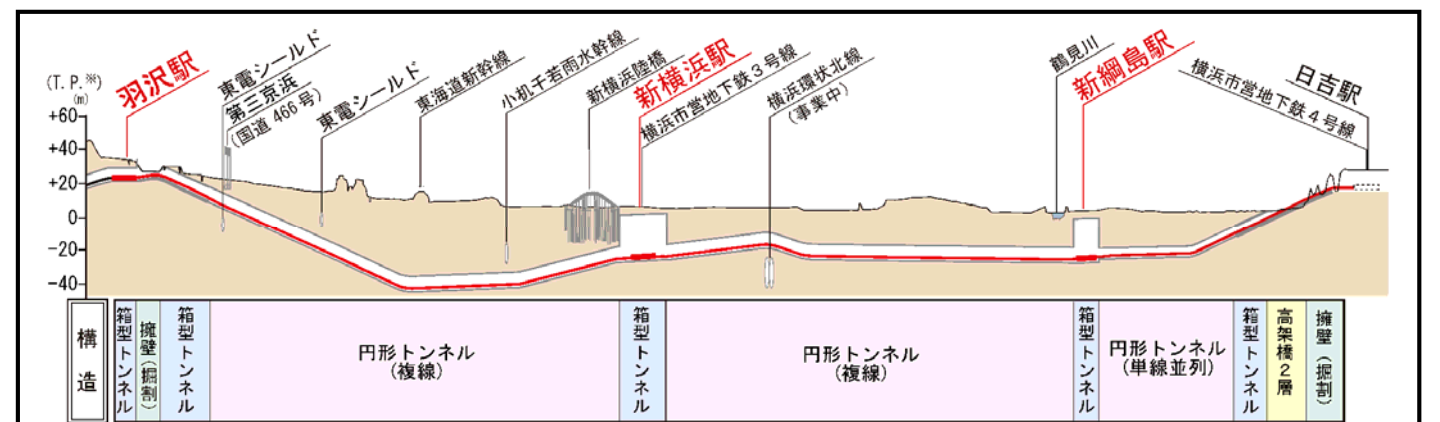 (T.P.※)
(m)
+60
+40
+20
0
−20
−40
羽沢駅
東電シールド
第三京浜
(国道466号)
東電シールド
東海道新幹線
小机千若雨水幹線
新横浜陸橋
新横浜駅
横浜市営地下鉄3号線
横浜環状北線
(事業中)
鶴見川
新綱島駅
横浜市営地下鉄4号線
日吉駅
構造
箱型トンネル
擁壁(掘割)
箱型トンネル
円形トンネル
(複線)
箱型トンネル
円形トンネル
(複線)
箱型トンネル
円形トンネル
(単線並列)
箱型トンネル
高架橋2層
擁壁(掘割)